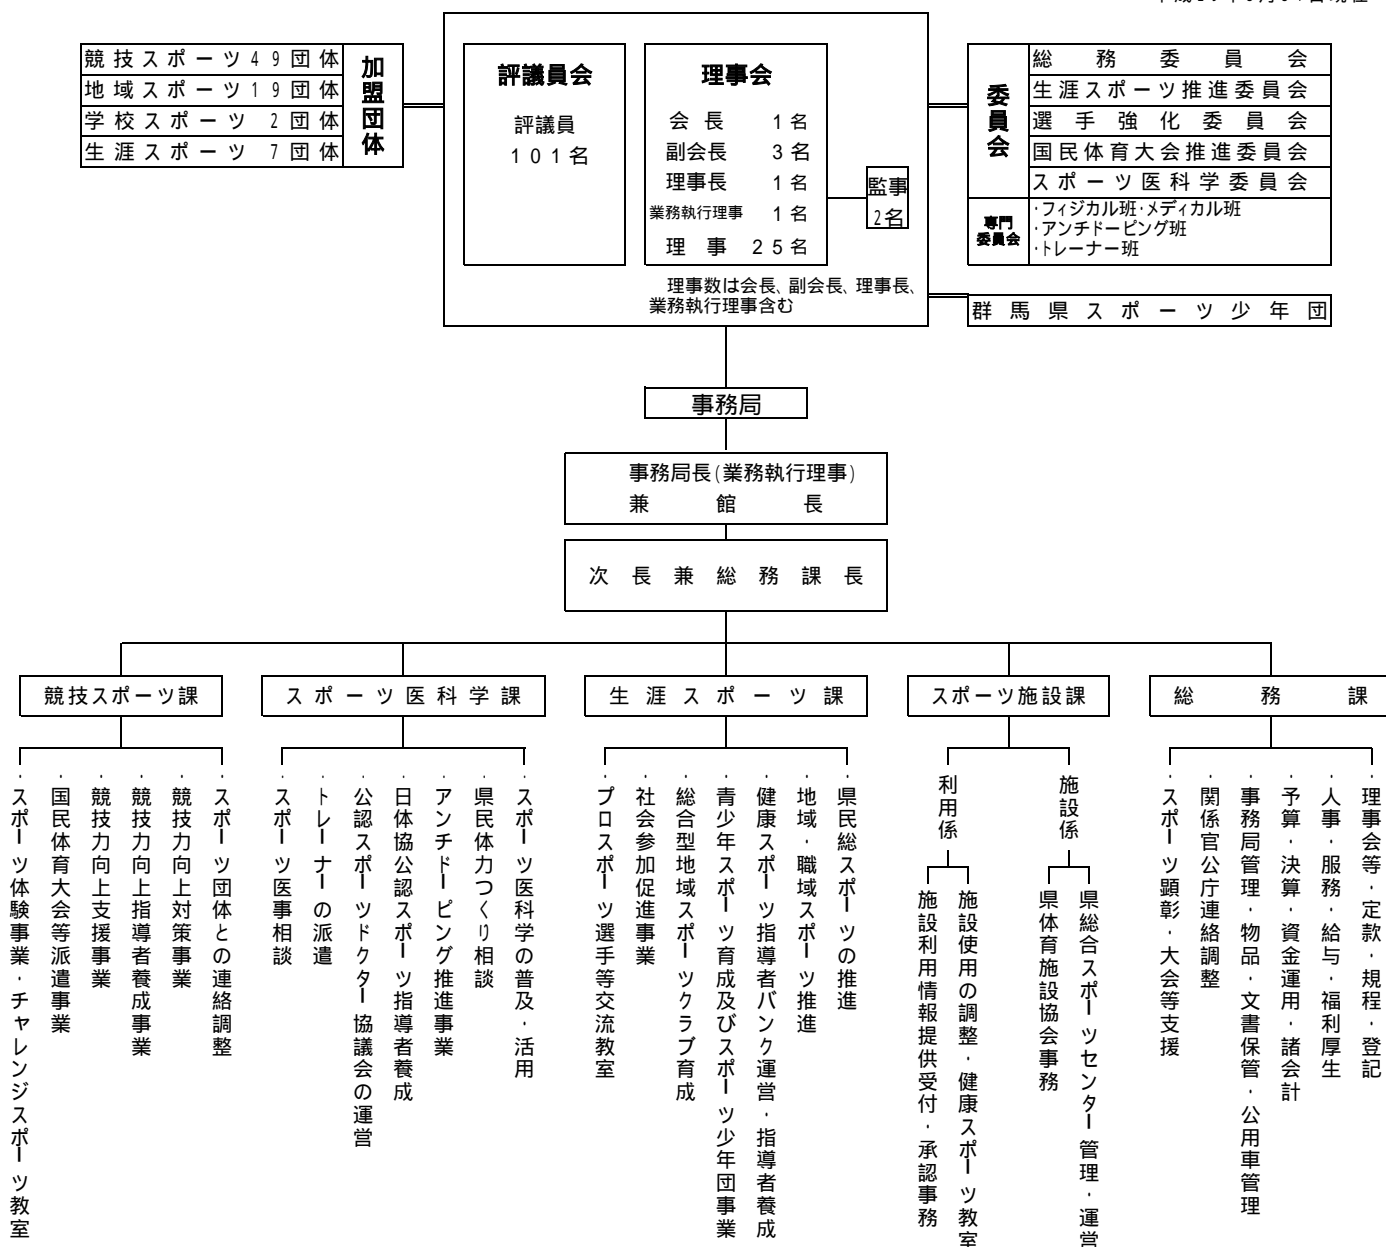 競技スポーツ49団体
地域スポーツ19団体
学校スポーツ 2団体
生涯スポーツ 7団体
加盟団体
評議員会
評議員
101名
理事会
会長 1名
副会長 3名
理事長 1名
業務執行理事 1名
理事 25名
監事
2名
理事数は会長、副会長、理事長、
業務執行理事含む
委員会
総務委員会
生涯スポーツ推進委員会
選手強化委員会
国民体育大会推進委員会
スポーツ医科学委員会
専門
委員会
・フィジカル班・メディカル班
・アンチドーピング班
・トレーナー班
群馬県スポーツ少年団
事務局
事務局長(業務執行理事)
兼館長
次長兼総務課長
競技スポーツ課
・スポーツ団体との連絡調整
・競技力向上対策事業
・競技力向上指導者養成事業
・競技力向上支援事業
・国民体育大会等派遣事業
・スポーツ体験事業・チャレンジスポーツ教室
スポーツ医科学課
・スポーツ医科学の普及・活用
・県民体力つくり相談
・アンチドーピング推進事業
・日体協公認スポーツ指導者養成
・公認スポーツドクター協議会の運営
・トレーナーの派遣
・スポーツ医事相談
生涯スポーツ課
・県民総スポーツの推進
・地域・職域スポーツ推進
・健康スポーツ指導者バンク運営・指導者養成
・青少年スポーツ育成及びスポーツ少年団事業
・総合型地域スポーツクラブ育成
・社会参加促進事業
・プロスポーツ選手等交流教室
スポーツ施設課
施設係
・県総合スポーツセンター管理・運営
・県体育施設協会事務
利用係
・施設使用の調整・健康スポーツ教室
・施設利用情報提供受付・承認事務
総務課
・理事会等・定款・規程・登記
・人事・服務・給与・福利厚生
・予算・決算・資金運用・諸会計
・事務局管理・物品・文書保管・公用車管理
・関係官公庁連絡調整
・スポーツ顕彰・大会等支援